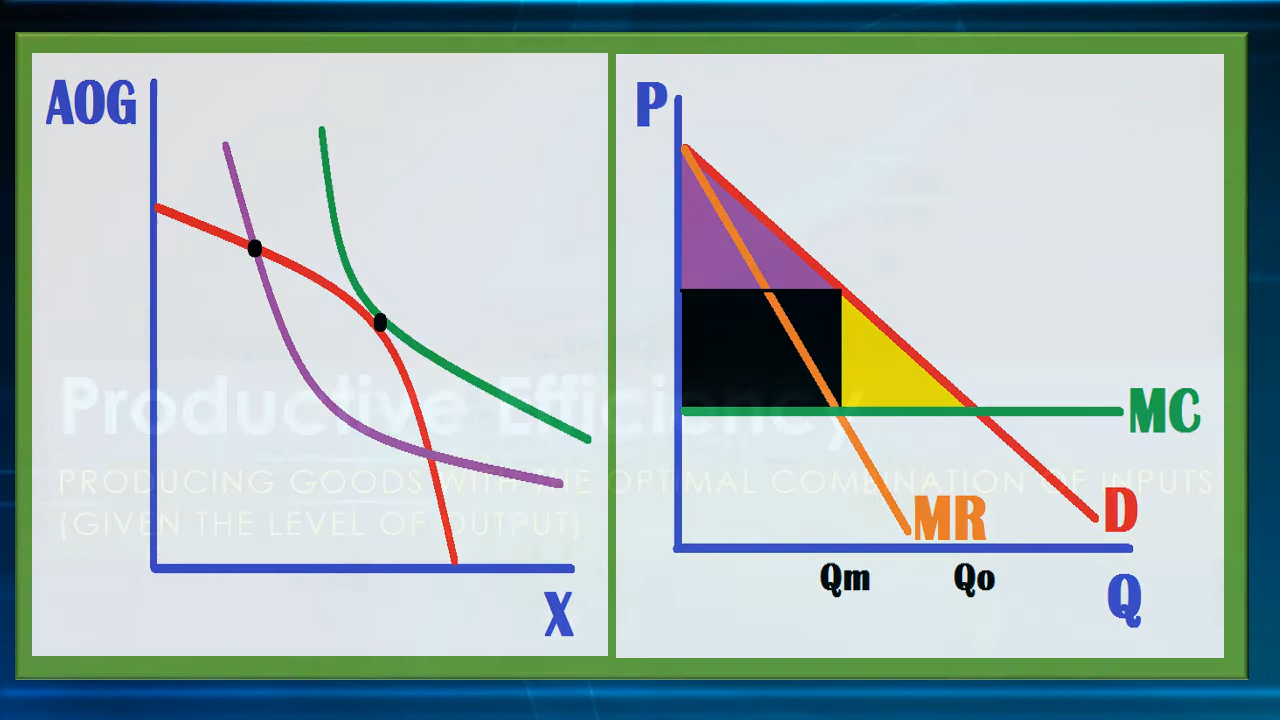 AOG
X
P
MC
MR
D
Qm
Qo
Q
Productive Efficiency
PRODUCING GOODS WITH THE OPTIMAL COMBINATION OF INPUTS
(GIVEN THE LEVEL OF OUTPUT)